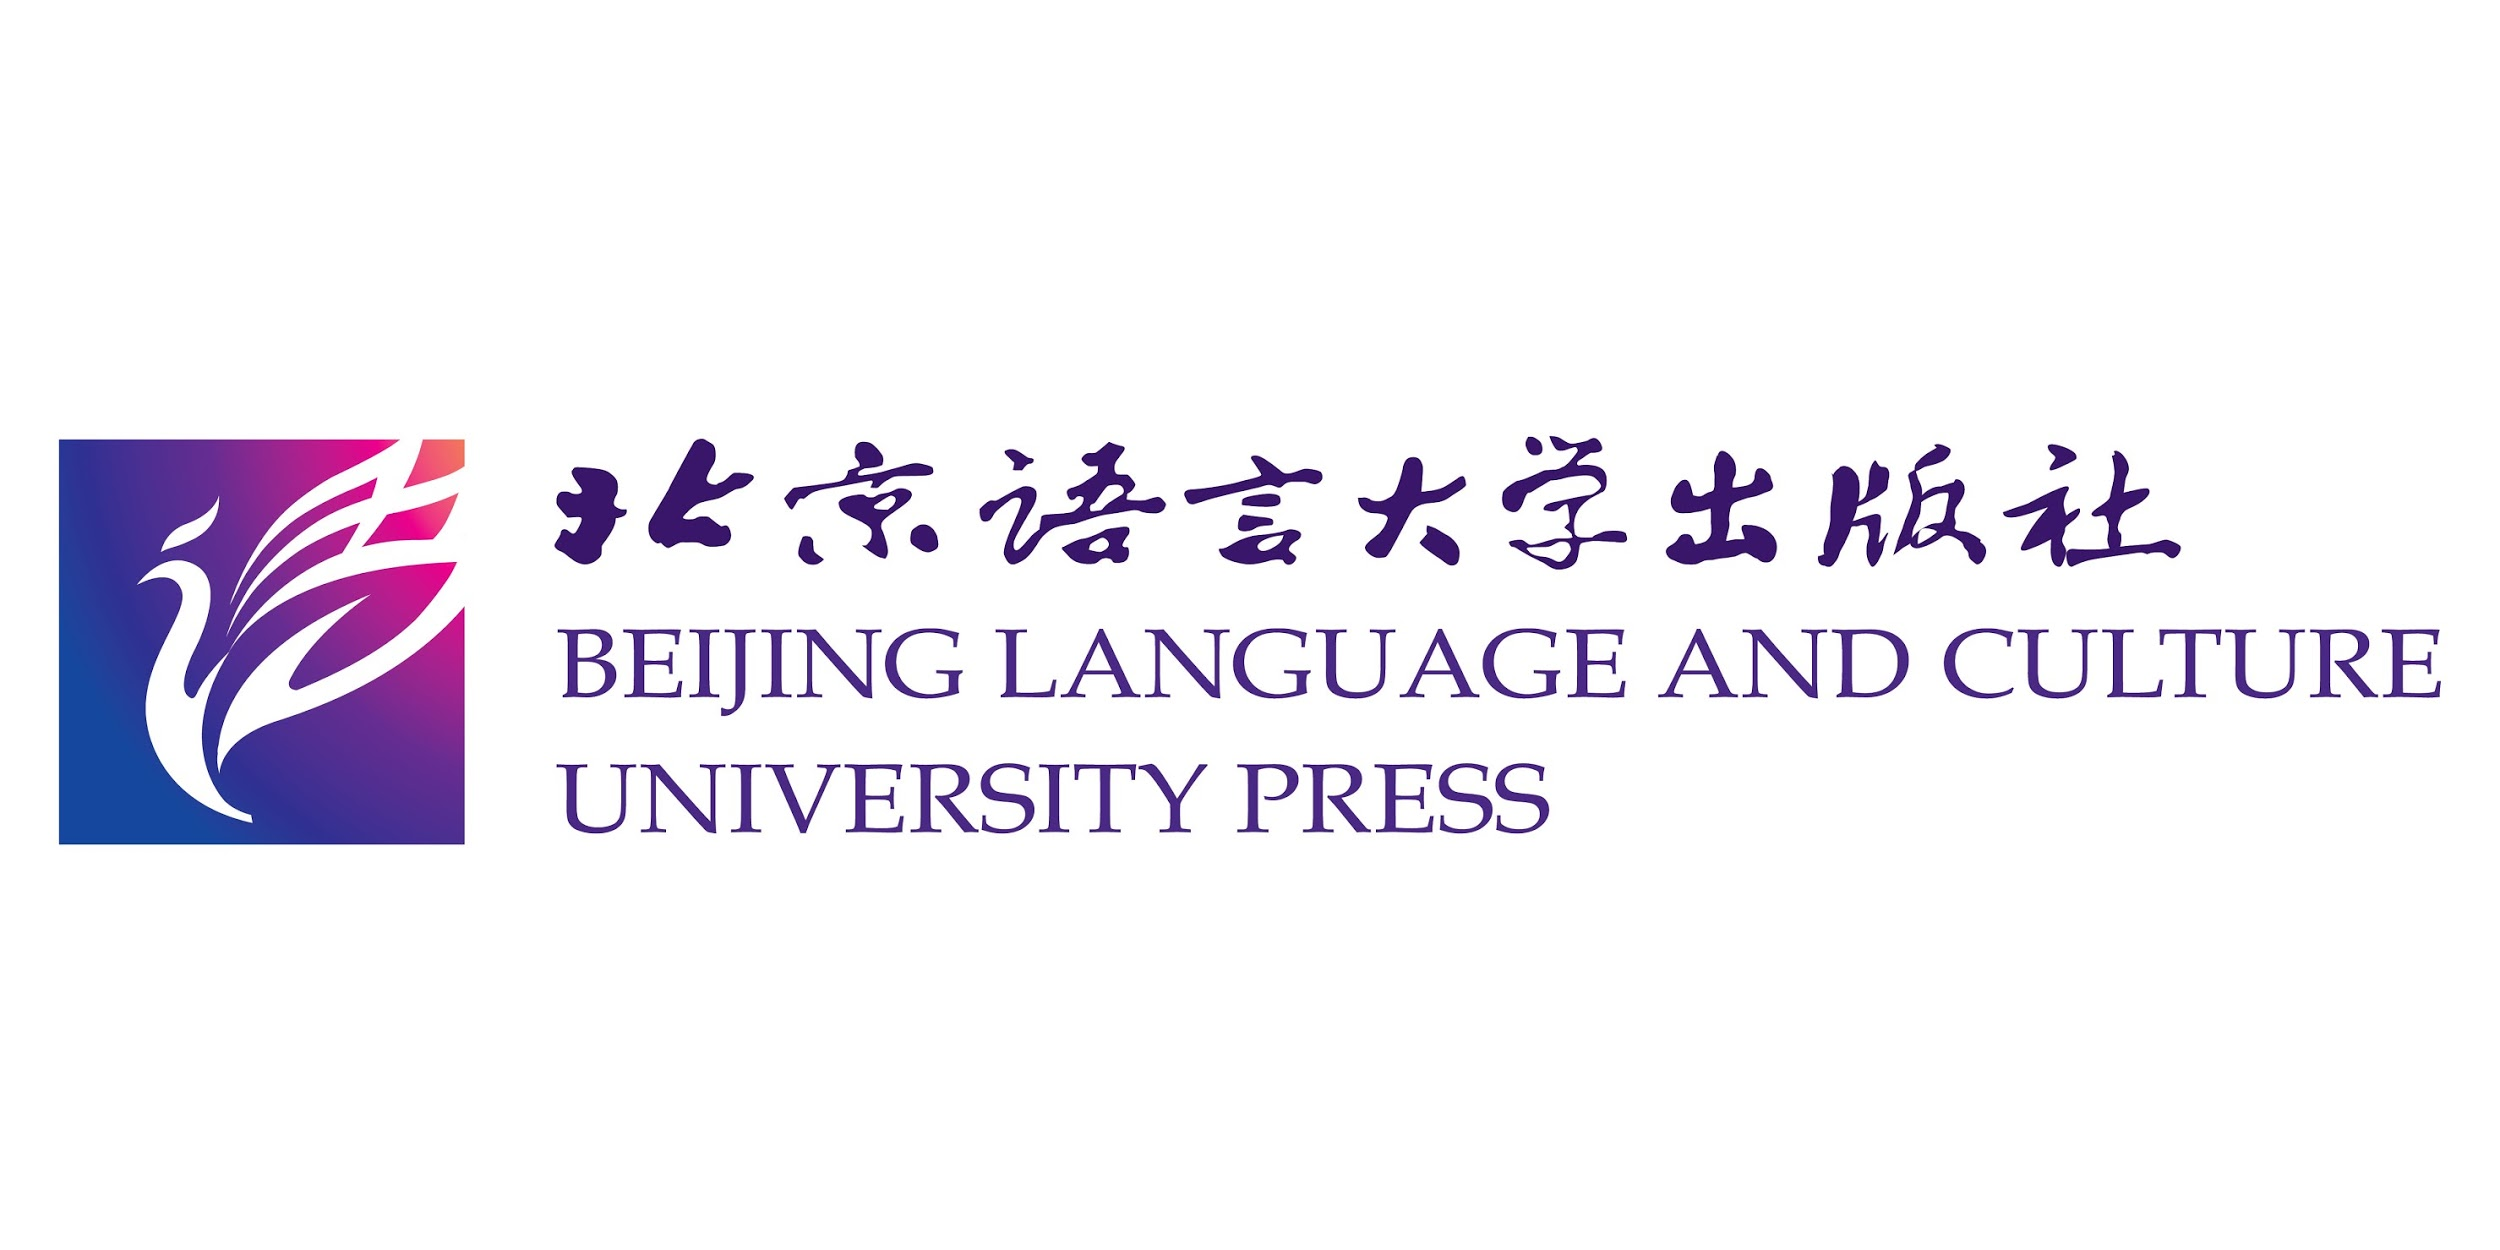 北京语言大学出版社
BEIJING LANGUAGE AND CULTURE
UNIVERSITY PRESS